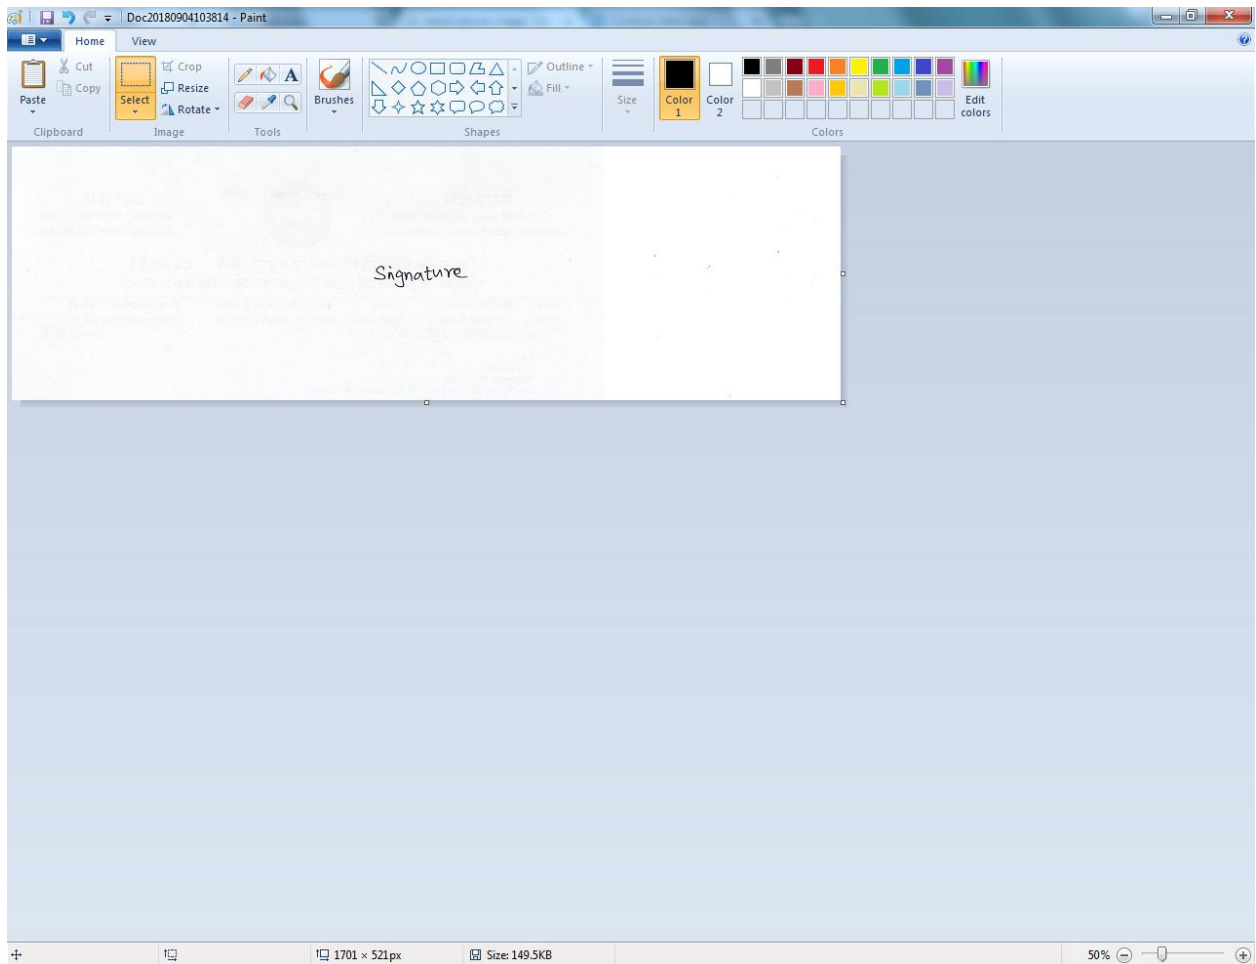 Doc20180904103814 - Paint
Home View
Paste
Cut
Copy
Clipboard
Select
Crop
Resize
Rotate
Image
A
Tools
Brushes
Outline
Fill
Shapes
Size
Color 1
Color 2
Edit colors
Colors
Signature
1701 × 521px
Size: 149.5KB
50%